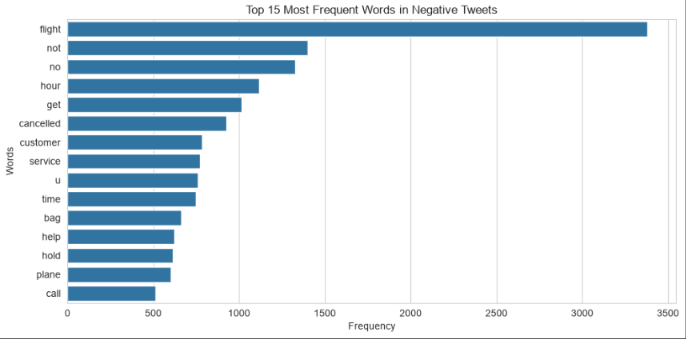 Top 15 Most Frequent Words in Negative Tweets
Words
flight
not
no
hour
get
cancelled
customer
service
u
time
bag
help
hold
plane
call
0 500 1000 1500 2000 2500 3000 3500
Frequency